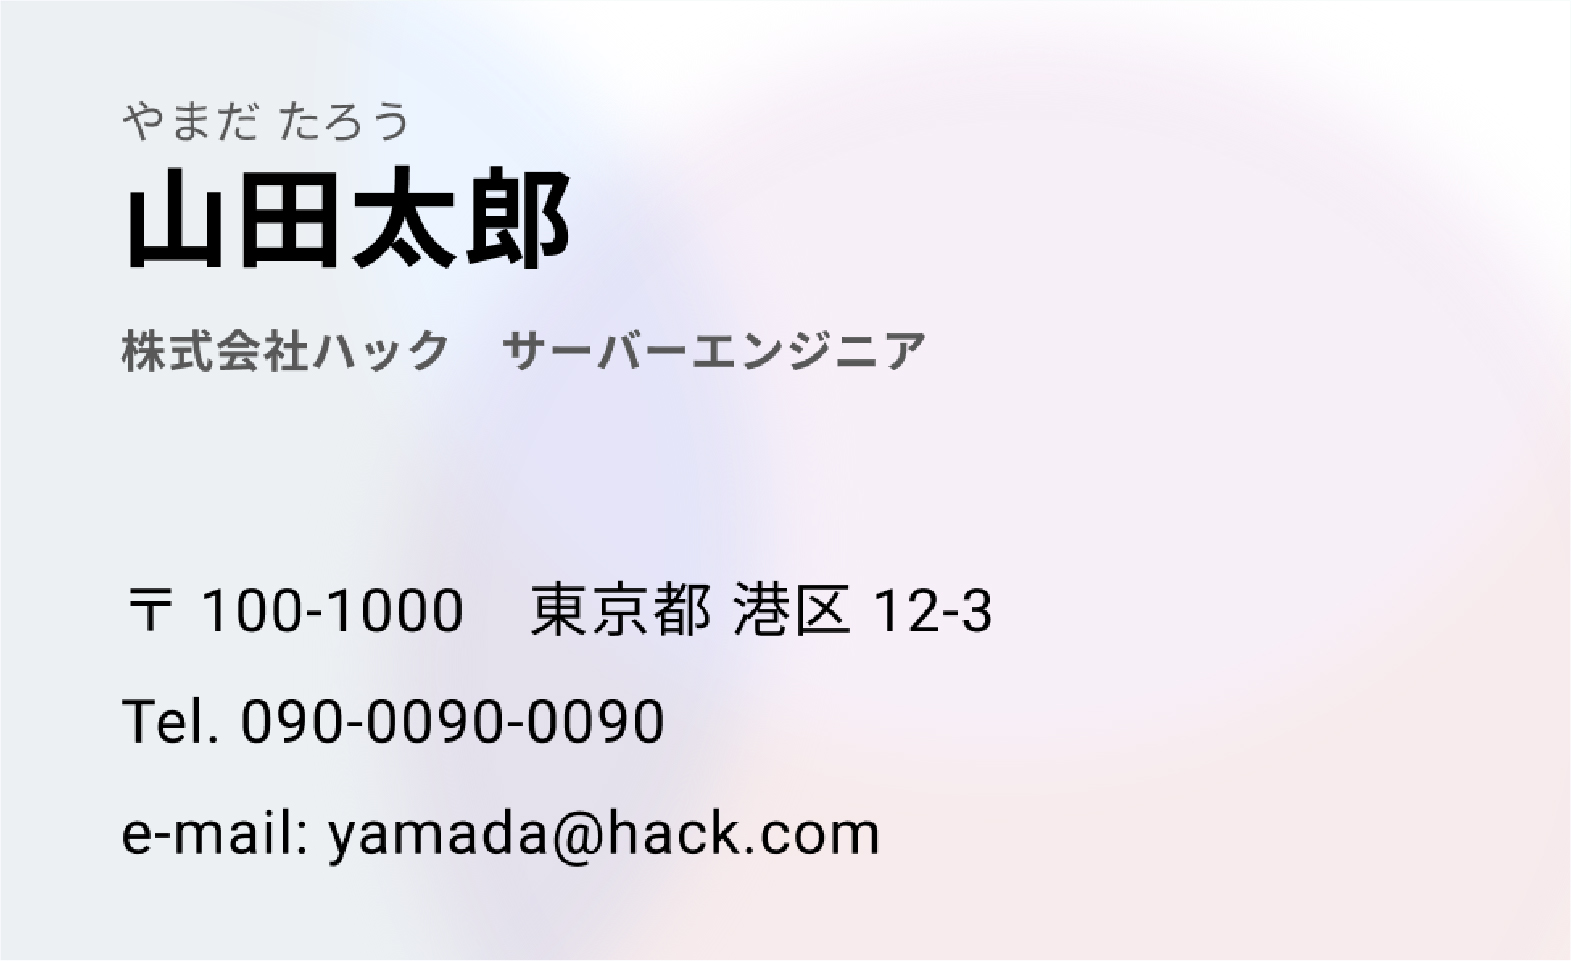 やまだ たろう
山田太郎
株式会社ハック　サーバーエンジニア
〒 100-1000　東京都 港区 12-3
Tel. 090-0090-0090
e-mail: yamada@hack.com